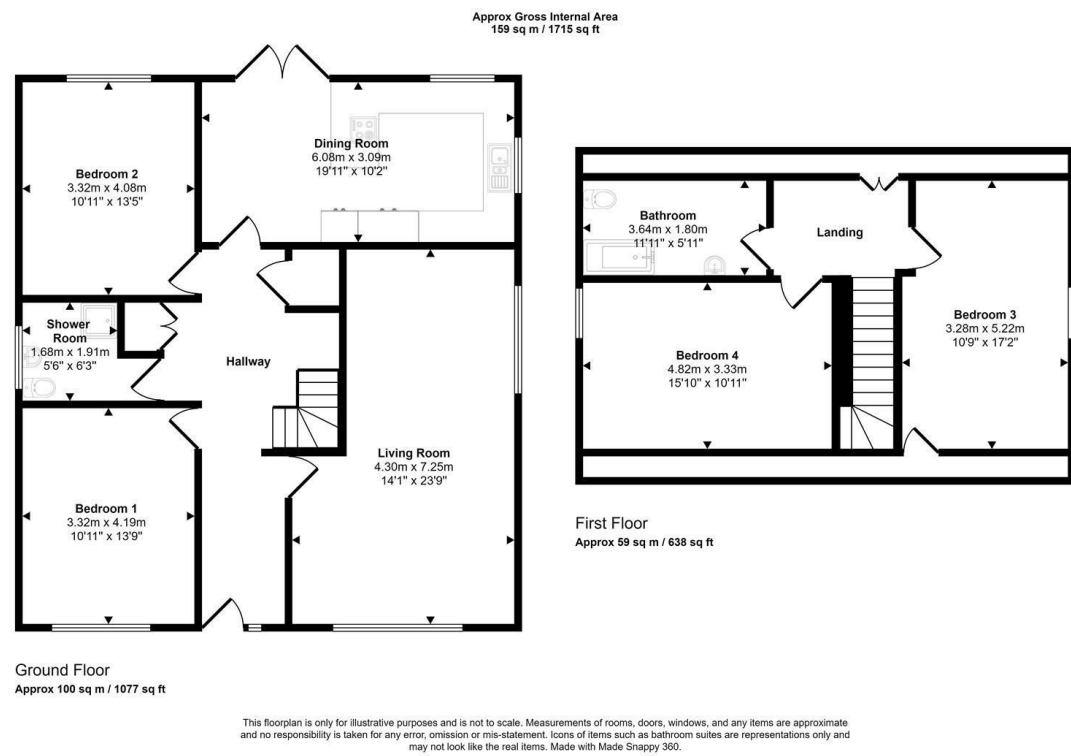 Approx Gross Internal Area
159 sq m / 1715 sq ft
Bedroom 2
3.32m x 4.08m
10'11" x 13'5"
Dining Room
6.08m x 3.09m
19'11" x 10'2"
Shower
Room
1.68m x 1.91m
5'6" x 6'3"
Hallway
Living Room
4.30m x 7.25m
14'1" x 23'9"
Bedroom 1
3.32m x 4.19m
10'11" x 13'9"
Ground Floor
Approx 100 sq m / 1077 sq ft
Bathroom
3.64m x 1.80m
11'11" x 5'11"
Landing
Bedroom 4
4.82m x 3.33m
15'10" x 10'11"
Bedroom 3
3.28m x 5.22m
10'9" x 17'2"
First Floor
Approx 59 sq m / 638 sq ft
This floorplan is only for illustrative purposes and is not to scale. Measurements of rooms, doors, windows, and any items are approximate
and no responsibility is taken for any error, omission or mis-statement. Icons of items such as bathroom suites are representations only and
may not look like the real items. Made with Made Snappy 360.